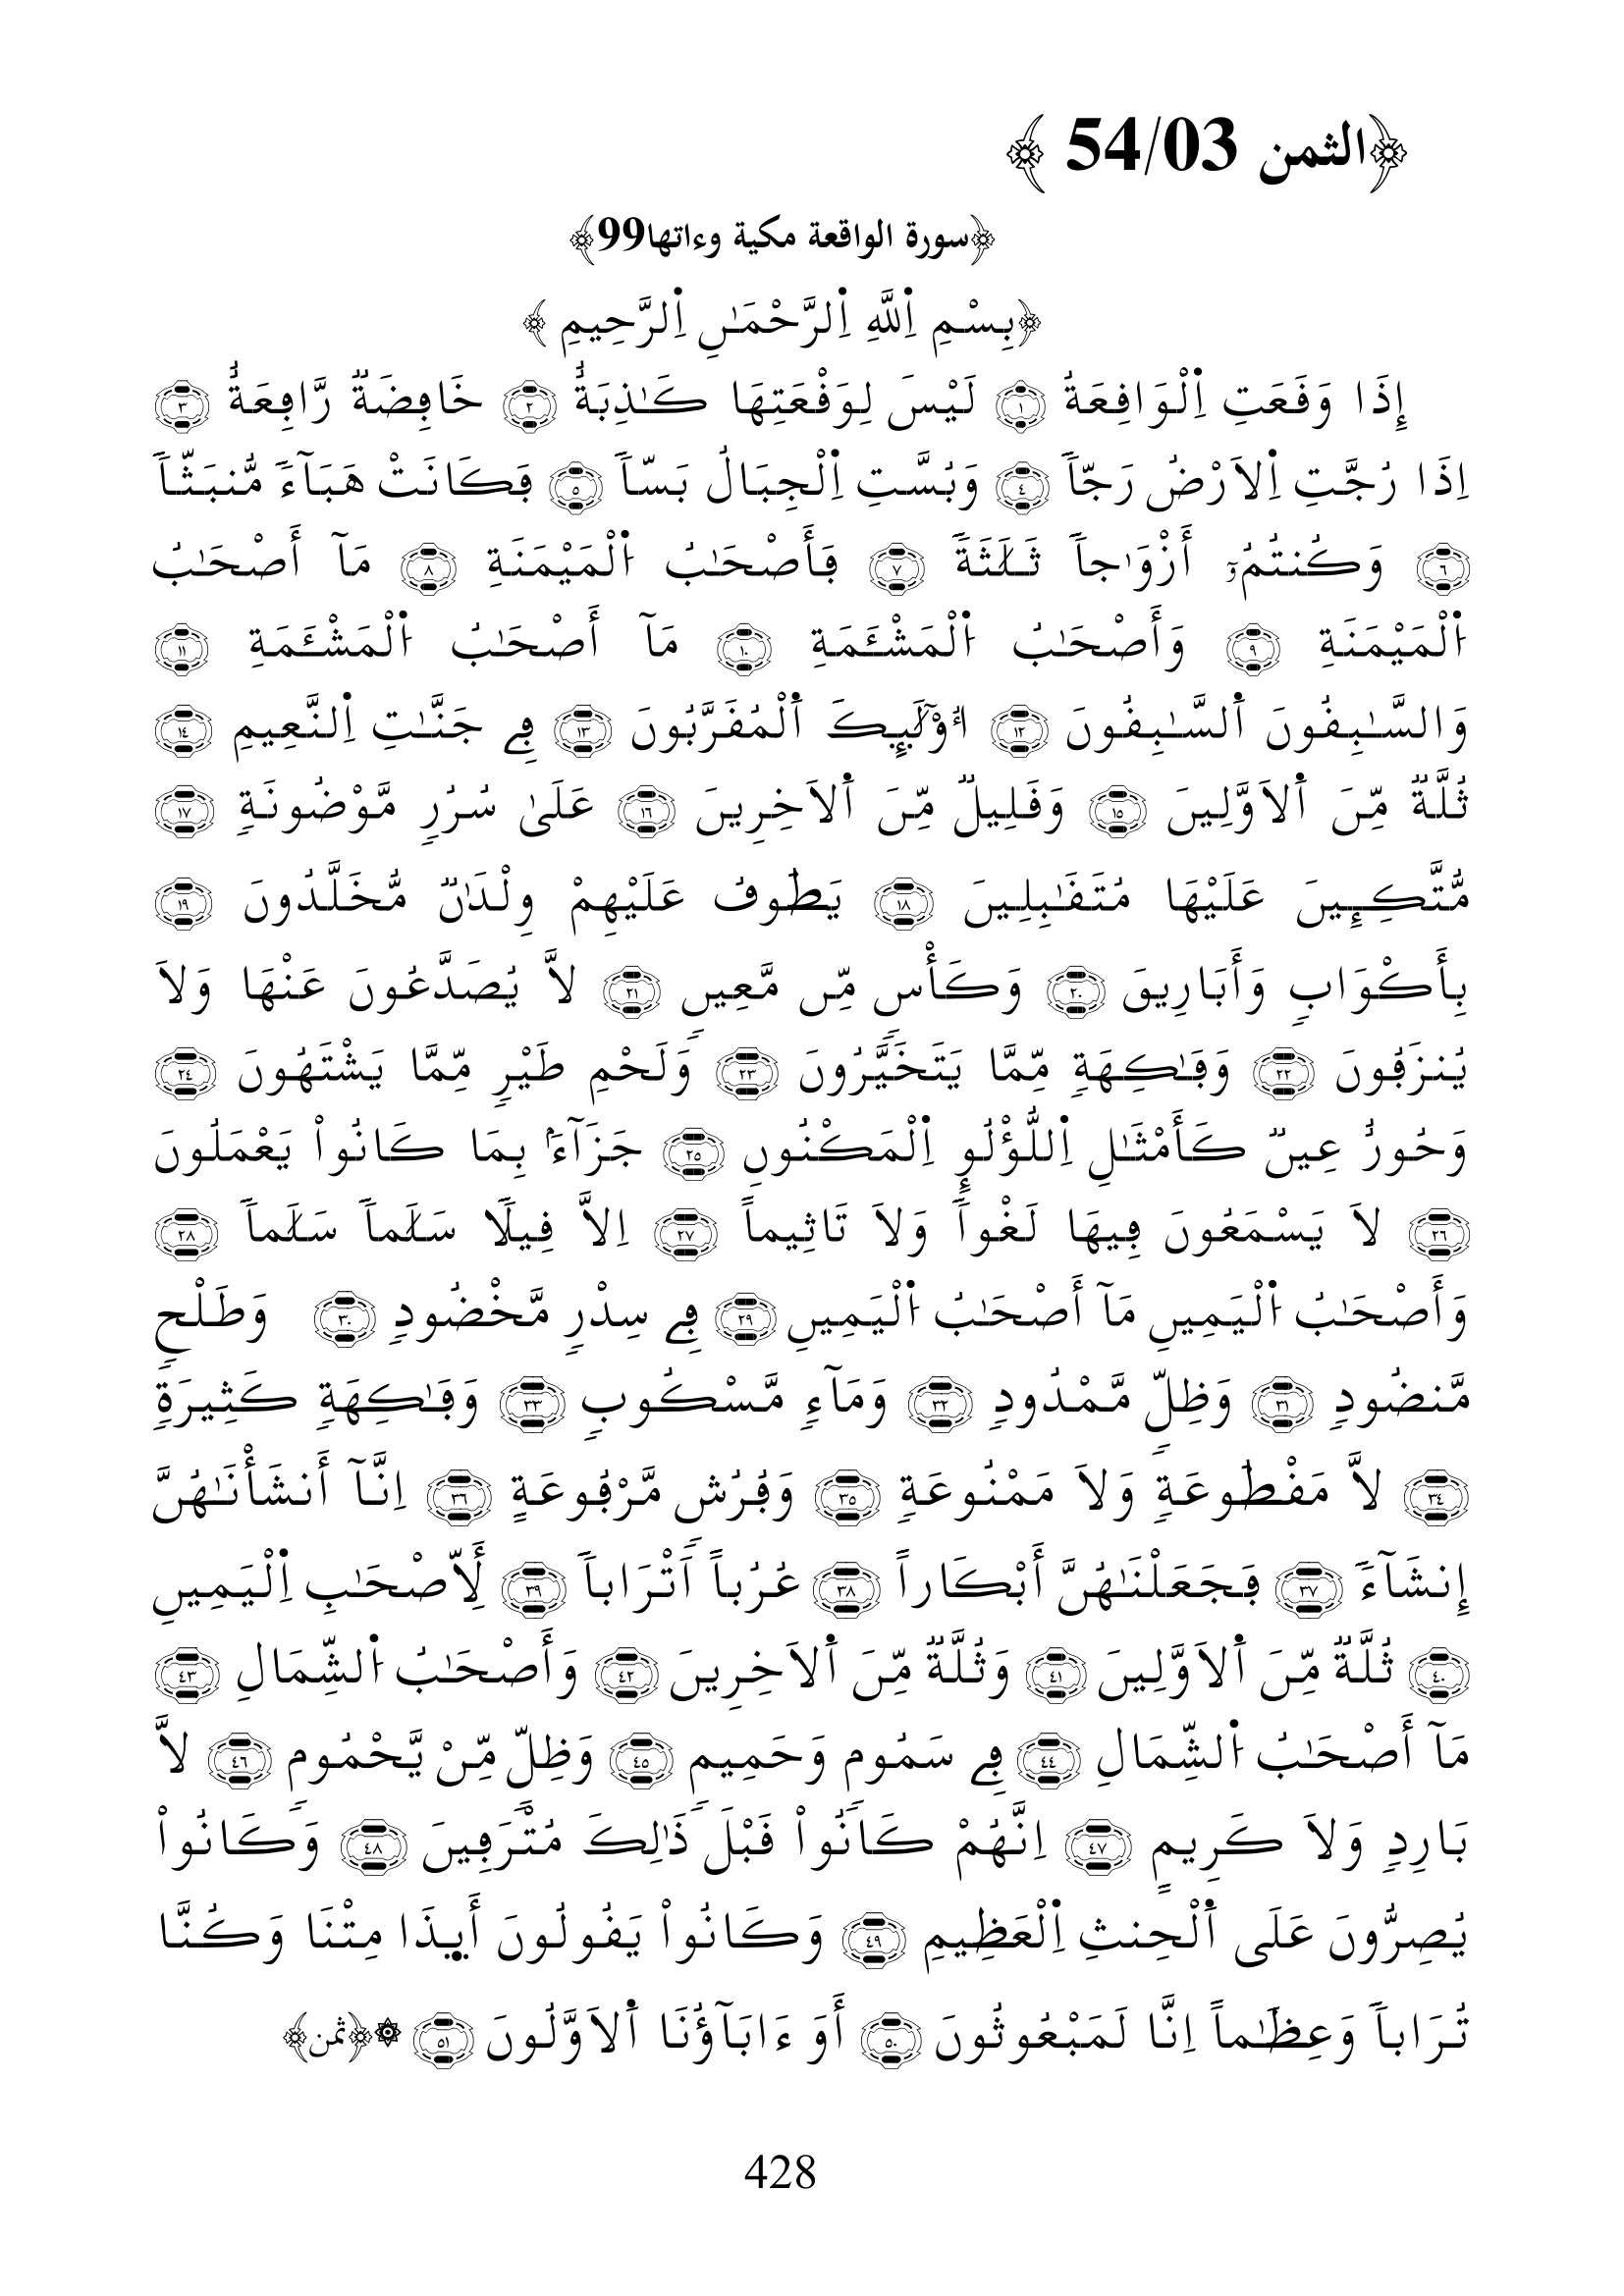 ﴿الثمن 54/03 ﴾
﴿سورة الواقعة مكية وءاتها99﴾
﴿بِسْمِ اِ۬للَّهِ اِ۬لرَّحْمَٰنِ اِ۬لرَّحِيمِ ﴾
إِذَا وَقَعَتِ اِ۬لْوَاقِعَةُ ١ لَيْسَ لِوَقْعَتِهَا كَٰذِبَةٌ ٢ خَافِضَةٞ رَّافِعَةٌ ٣
اِذَا رُجَّتِ اِ۬لَارْضُ رَجّاٗ ٤ وَبُسَّتِ اِ۬لْجِبَالُ بَسّاٗ ٥ فَكَانَتْ هَبَآءٗ مُّنۢبَثّاٗ
٦ وَكُنتُمُۥٓ أَزْوَٰجاٗ ثَلَٰثَةٗ ٧ فَأَصْحَٰبُ اُ۬لْمَيْمَنَةِ ٨ مَآ أَصْحَٰبُ
اُ۬لْمَيْمَنَةِ ٩ وَأَصْحَٰبُ اُ۬لْمَشْـَٔمَةِ ١٠ مَآ أَصْحَٰبُ اُ۬لْمَشْـَٔمَةِ ١١
وَالسَّٰبِقُونَ اَ۬لسَّٰبِقُونَ ١٢ أُوْلَٰٓئِكَ اَ۬لْمُقَرَّبُونَ ١٣ فِے جَنَّٰتِ اِ۬لنَّعِيمِ ١٤
ثُلَّةٞ مِّنَ اَ۬لَاوَّلِينَ ١٥ وَقَلِيلٞ مِّنَ اَ۬لَاخِرِينَ ١٦ عَلَىٰ سُرُرٖ مَّوْضُونَةٖ ١٧
مُّتَّكِـِٕينَ عَلَيْهَا مُتَقَٰبِلِينَ ١٨ يَطُوفُ عَلَيْهِمْ وِلْدَٰنٞ مُّخَلَّدُونَ ١٩
بِأَكْوَابٖ وَأَبَارِيقَ ٢٠ وَكَأْسٖ مِّن مَّعِينٖ ٢١ لَّا يُصَدَّعُونَ عَنْهَا وَلَا
يُنزَفُونَ ٢٢ وَفَٰكِهَةٖ مِّمَّا يَتَخَيَّرُونَ ٢٣ وَلَحْمِ طَيْرٖ مِّمَّا يَشْتَهُونَ ٢٤
وَحُورٌ عِينٞ كَأَمْثَٰلِ اِ۬للُّؤْلُوِٕ اِ۬لْمَكْنُونِ ٢٥ جَزَآءَۢ بِمَا كَانُواْ يَعْمَلُونَ
٢٦ لَا يَسْمَعُونَ فِيهَا لَغْواٗ وَلَا تَاثِيماً ٢٧ اِلَّا قِيلٗا سَلَٰماٗ سَلَٰماٗ ٢٨
وَأَصْحَٰبُ اُ۬لْيَمِينِ مَآ أَصْحَٰبُ اُ۬لْيَمِينِ ٢٩ فِے سِدْرٖ مَّخْضُودٖ ٣٠ وَطَلْحٖ
مَّنضُودٖ ٣١ وَظِلّٖ مَّمْدُودٖ ٣٢ وَمَآءٖ مَّسْكُوبٖ ٣٣ وَفَٰكِهَةٖ كَثِيرَةٖ
٣٤ لَّا مَقْطُوعَةٖ وَلَا مَمْنُوعَةٖ ٣٥ وَفُرُشٖ مَّرْفُوعَةٍ ٣٦ اِنَّآ أَنشَأْنَٰهُنَّ
إِنشَآءٗ ٣٧ فَجَعَلْنَٰهُنَّ أَبْكَاراً ٣٨ عُرُباً اَتْرَاباٗ ٣٩ لِّأَصْحَٰبِ اِ۬لْيَمِينِ
٤٠ ثُلَّةٞ مِّنَ اَ۬لَاوَّلِينَ ٤١ وَثُلَّةٞ مِّنَ اَ۬لَاخِرِينَ ٤٢ وَأَصْحَٰبُ اُ۬لشِّمَالِ ٤٣
مَآ أَصْحَٰبُ اُ۬لشِّمَالِ ٤٤ فِے سَمُومٖ وَحَمِيمٖ ٤٥ وَظِلّٖ مِّنْ يَّحْمُومٖ ٤٦ لَّا
بَارِدٖ وَلَا كَرِيمٍ ٤٧ اِنَّهُمْ كَانُواْ قَبْلَ ذَٰلِكَ مُتْرَفِينَ ٤٨ وَكَانُواْ
يُصِرُّونَ عَلَى اَ۬لْحِنثِ اِ۬لْعَظِيمِ ٤٩ وَكَانُواْ يَقُولُونَ أَيِٕذَا مِتْنَا وَكُنَّا
تُرَاباٗ وَعِظَٰماً اِنَّا لَمَبْعُوثُونَ ٥٠ أَوَ ءَابَآؤُنَا اَ۬لَاوَّلُونَ ٥١ ۞﴿ثمن﴾
428